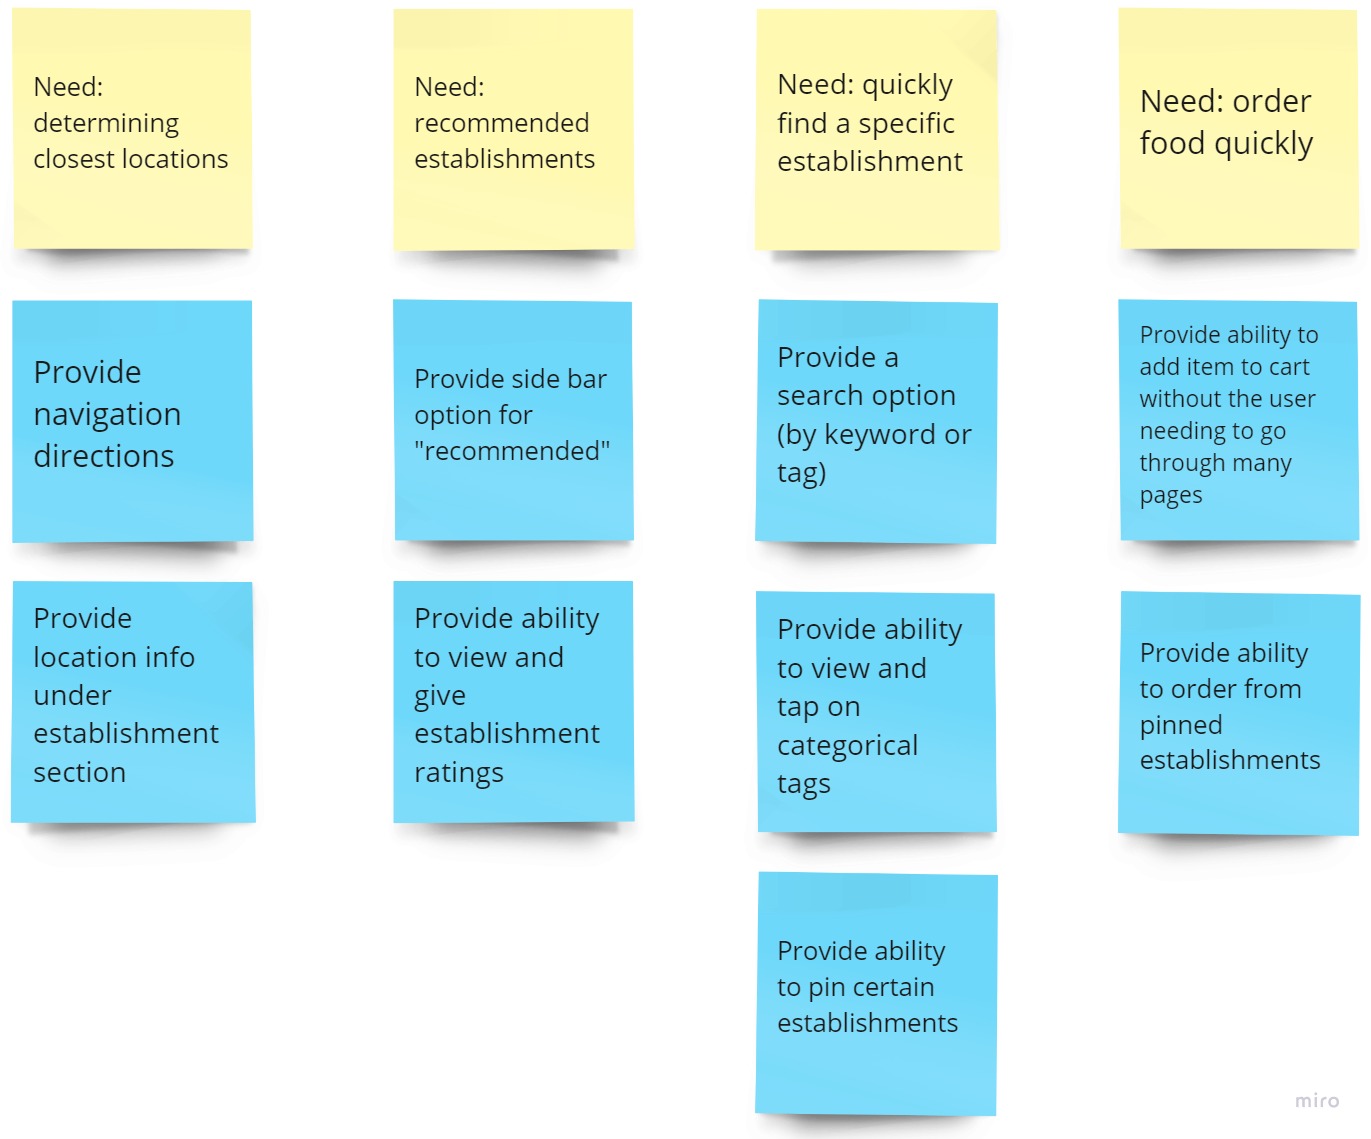 Need:
determining
closest locations
Need:
recommended
establishments
Need: quickly
find a specific
establishment
Need: order
food quickly
Provide
navigation
directions
Provide side bar
option for
"recommended"
Provide a
search option
(by keyword or
tag)
Provide ability to
add item to cart
without the user
needing to go
through many
pages
Provide
location info
under
establishment
section
Provide ability
to view and
give
establishment
ratings
Provide ability
to view and
tap on
categorical
tags
Provide ability
to order from
pinned
establishments
Provide ability
to pin certain
establishments
miro